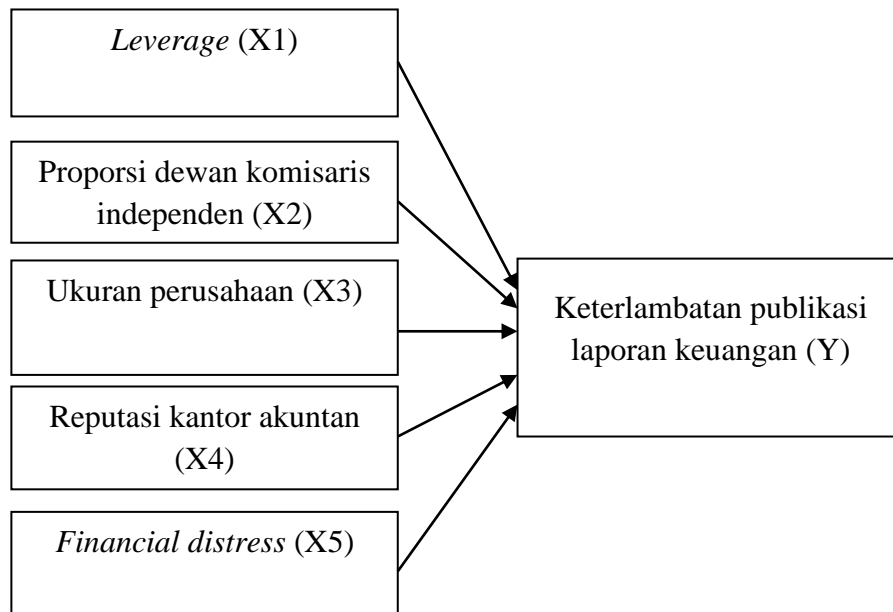 Leverage (X1)
Proporsi dewan komisaris
independen (X2)
Ukuran perusahaan (X3)
Reputasi kantor akuntan
(X4)
Financial distress (X5)
Keterlambatan publikasi
laporan keuangan (Y)